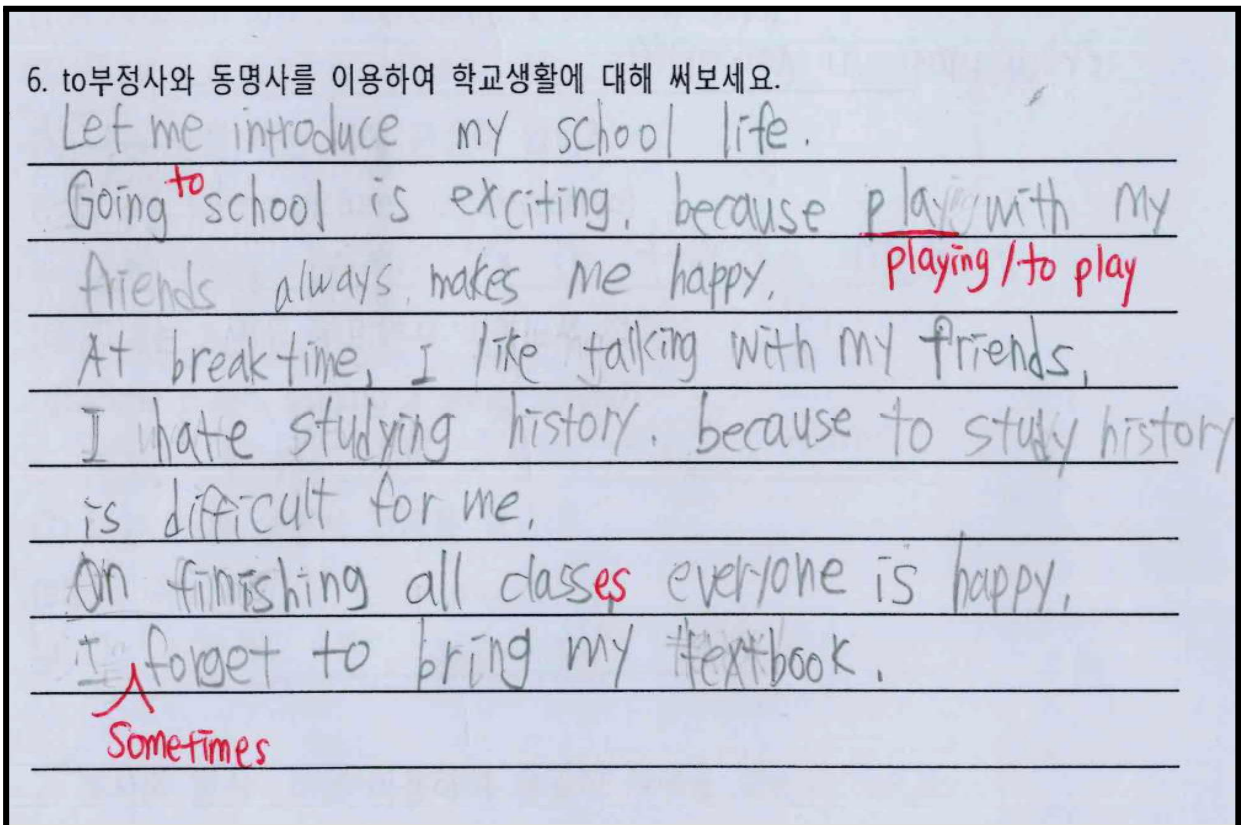 6. to부정사와 동명사를 이용하여 학교생활에 대해 써보세요.
Let me introduce my school life.
Going to school is exciting. because play with my
playing / to play
friends always makes me happy.
At break time, I like talking with my friends.
I hate studying history. because to study history
is difficult for me.
On finishing all classes everyone is happy.
I forget to bring my textbook.
Sometimes